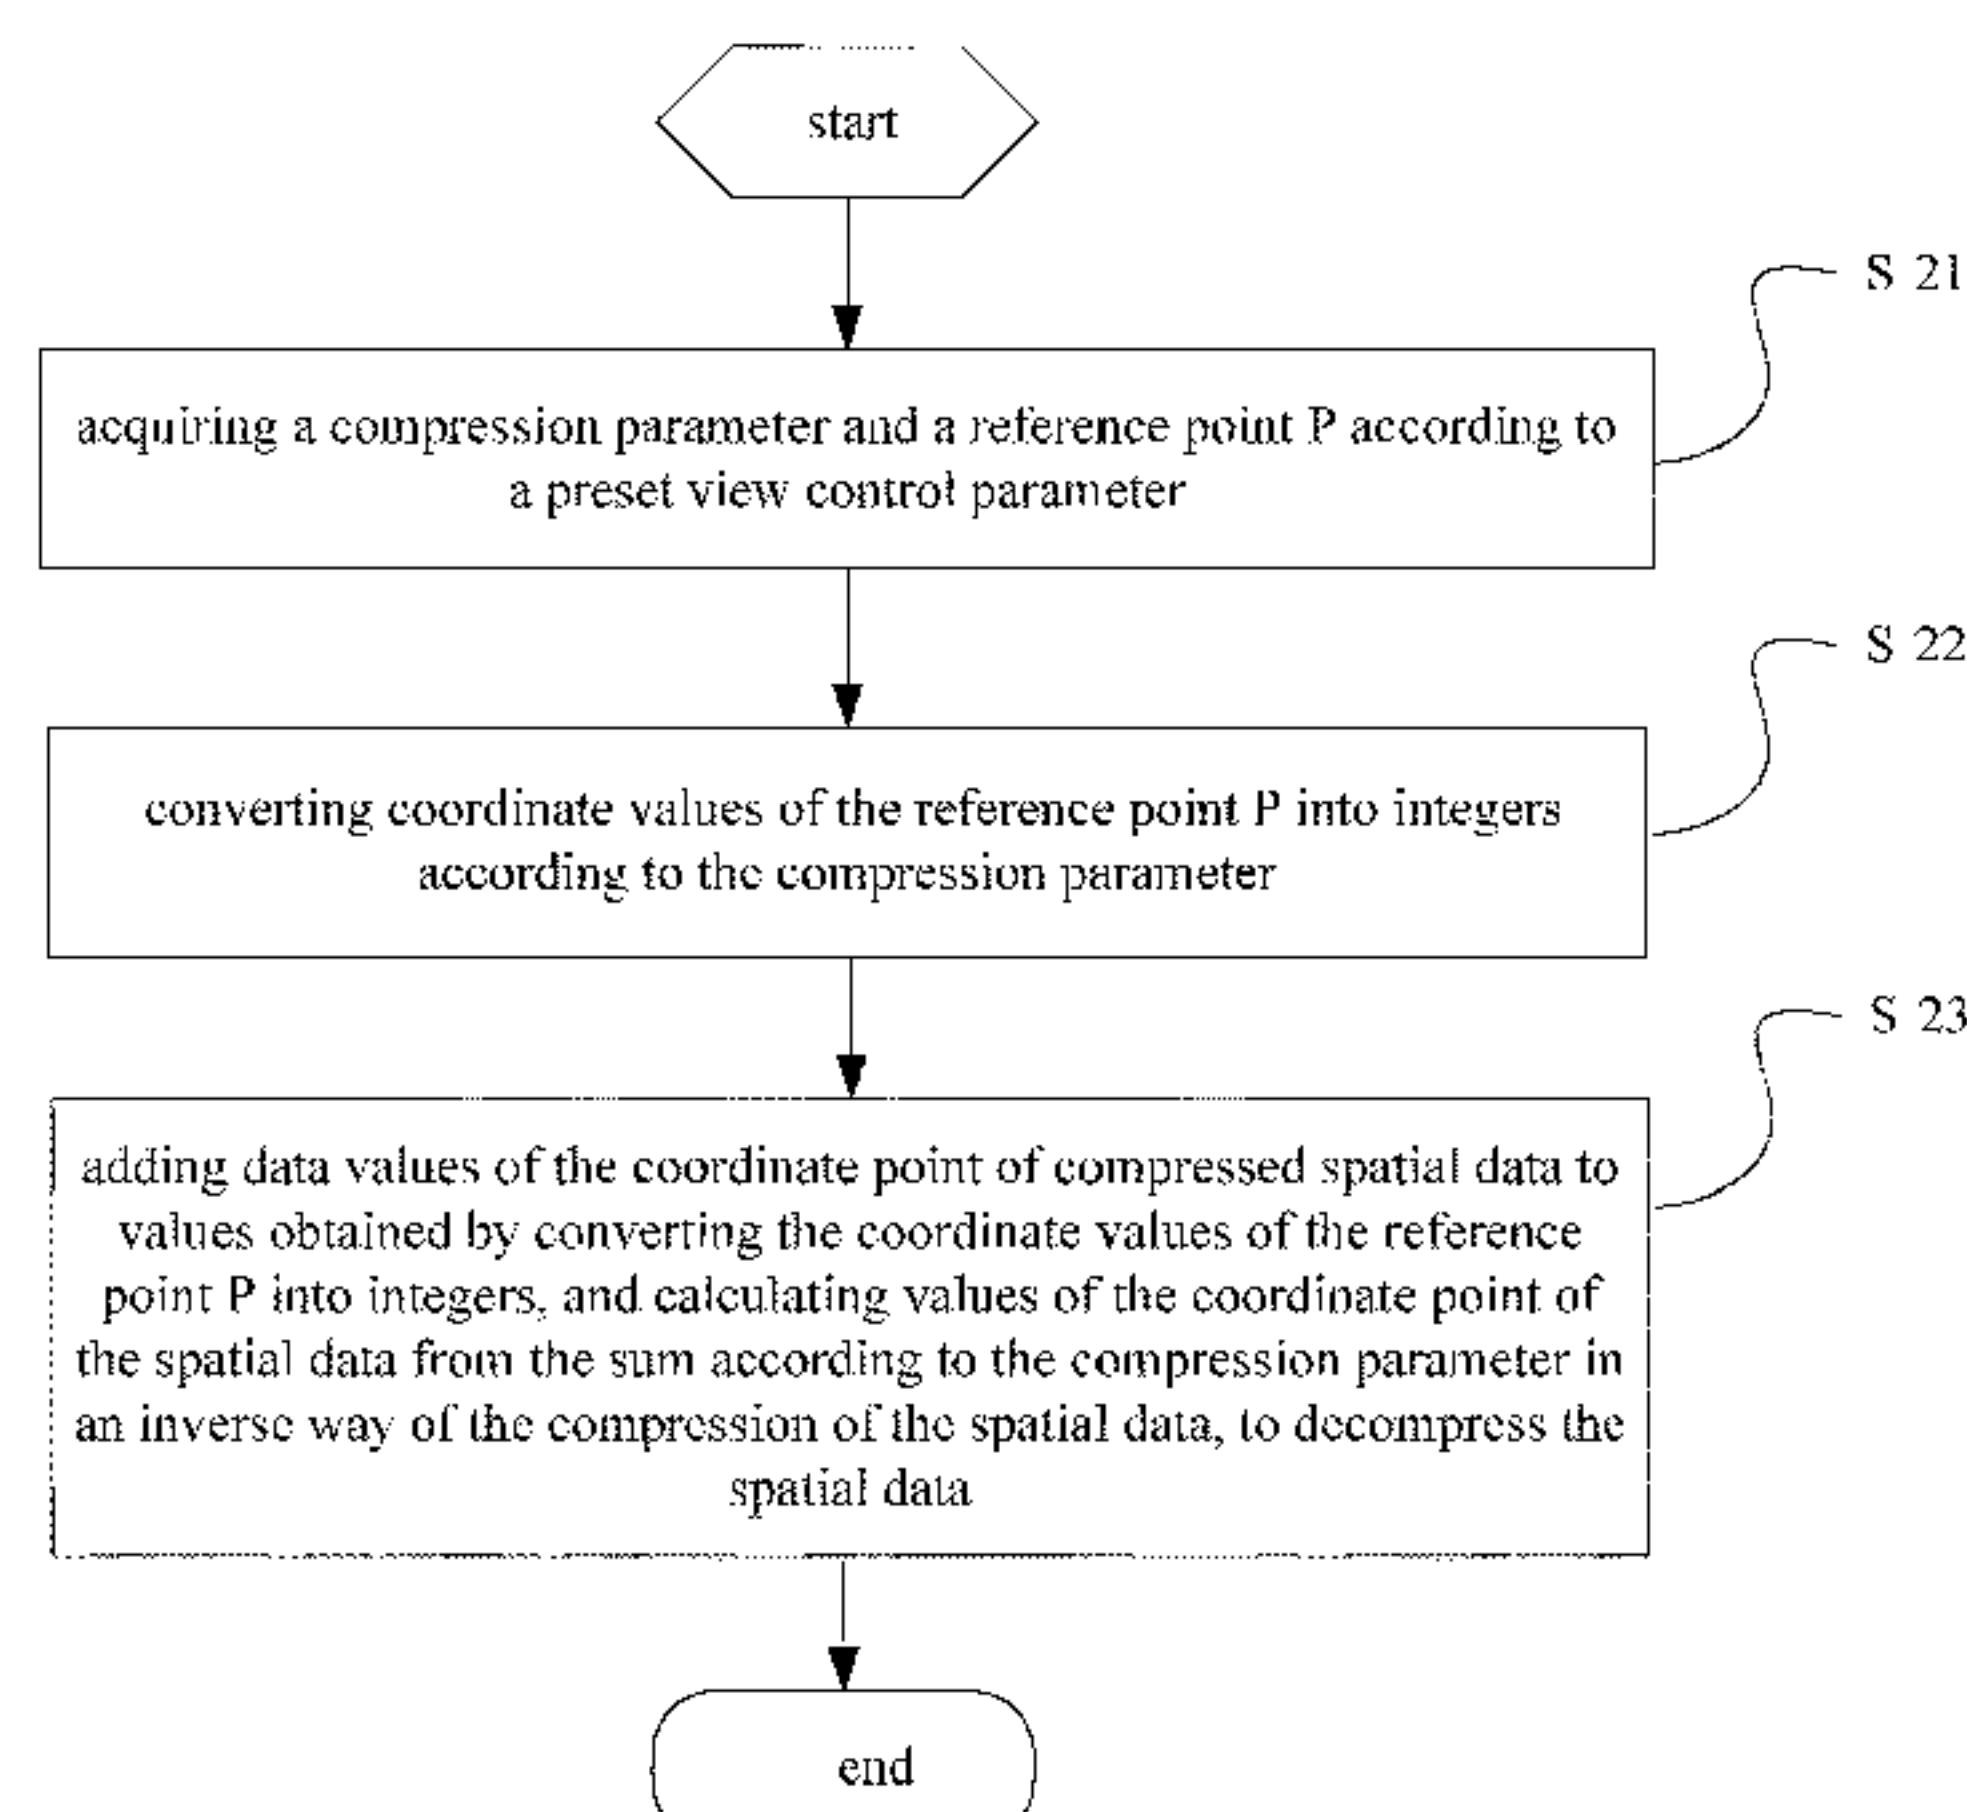 start
S 21
acquiring a compression parameter and a reference point P according to
a preset view control parameter
S 22
converting coordinate values of the reference point P into integers
according to the compression parameter
S 23
adding data values of the coordinate point of compressed spatial data to
values obtained by converting the coordinate values of the reference
point P into integers, and calculating values of the coordinate point of
the spatial data from the sum according to the compression parameter in
an inverse way of the compression of the spatial data, to decompress the
spatial data
end